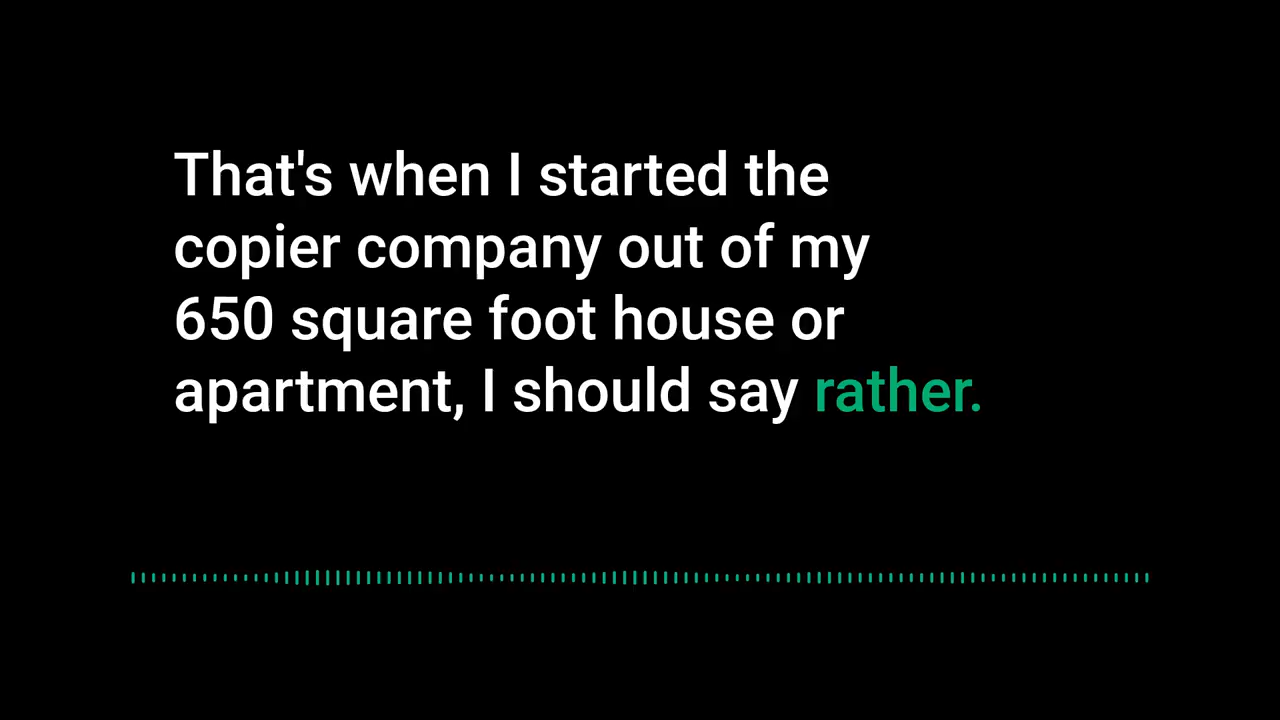 That's when I started the
copier company out of my
650 square foot house or
apartment, I should say rather.